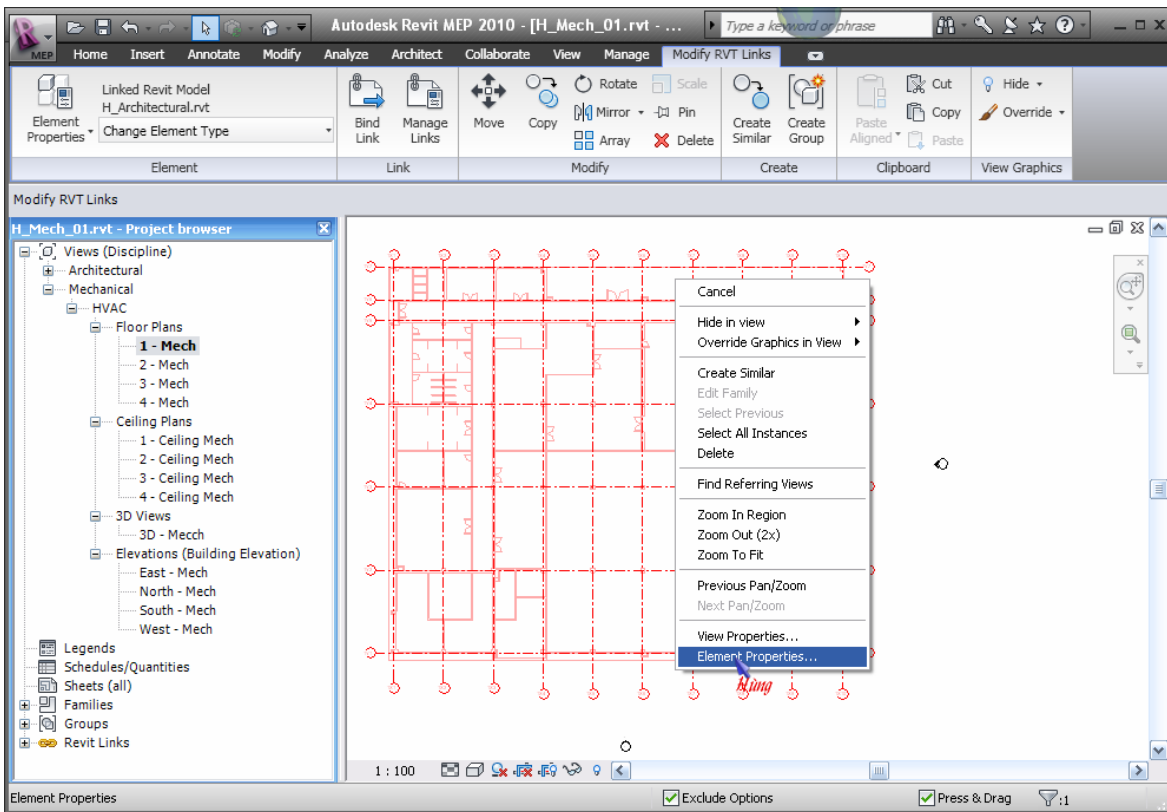 Autodesk Revit MEP 2010 - [H_Mech_01.rvt - ...
Type a keyword or phrase
MEP
Home Insert Annotate Modify Analyze Architect Collaborate View Manage Modify RVT Links
Element Properties
Linked Revit Model
H_Architectural.rvt
Change Element Type
Element
Bind Link
Manage Links
Link
Move
Copy
Rotate
Mirror
Array
Scale
Pin
Delete
Modify
Create Similar
Create Group
Create
Paste Aligned
Cut
Copy
Paste
Clipboard
Hide
Override
View Graphics
Modify RVT Links
H_Mech_01.rvt - Project browser
Views (Discipline)
Architectural
Mechanical
HVAC
Floor Plans
1 - Mech
2 - Mech
3 - Mech
4 - Mech
Ceiling Plans
1 - Ceiling Mech
2 - Ceiling Mech
3 - Ceiling Mech
4 - Ceiling Mech
3D Views
3D - Mecch
Elevations (Building Elevation)
East - Mech
North - Mech
South - Mech
West - Mech
Legends
Schedules/Quantities
Sheets (all)
Families
Groups
Revit Links
Cancel
Hide in view
Override Graphics in View
Create Similar
Edit Family
Select Previous
Select All Instances
Delete
Find Referring Views
Zoom In Region
Zoom Out (2x)
Zoom To Fit
Previous Pan/Zoom
Next Pan/Zoom
View Properties...
Element Properties...
Hùng
1 : 100
Element Properties
Exclude Options
Press & Drag
:1